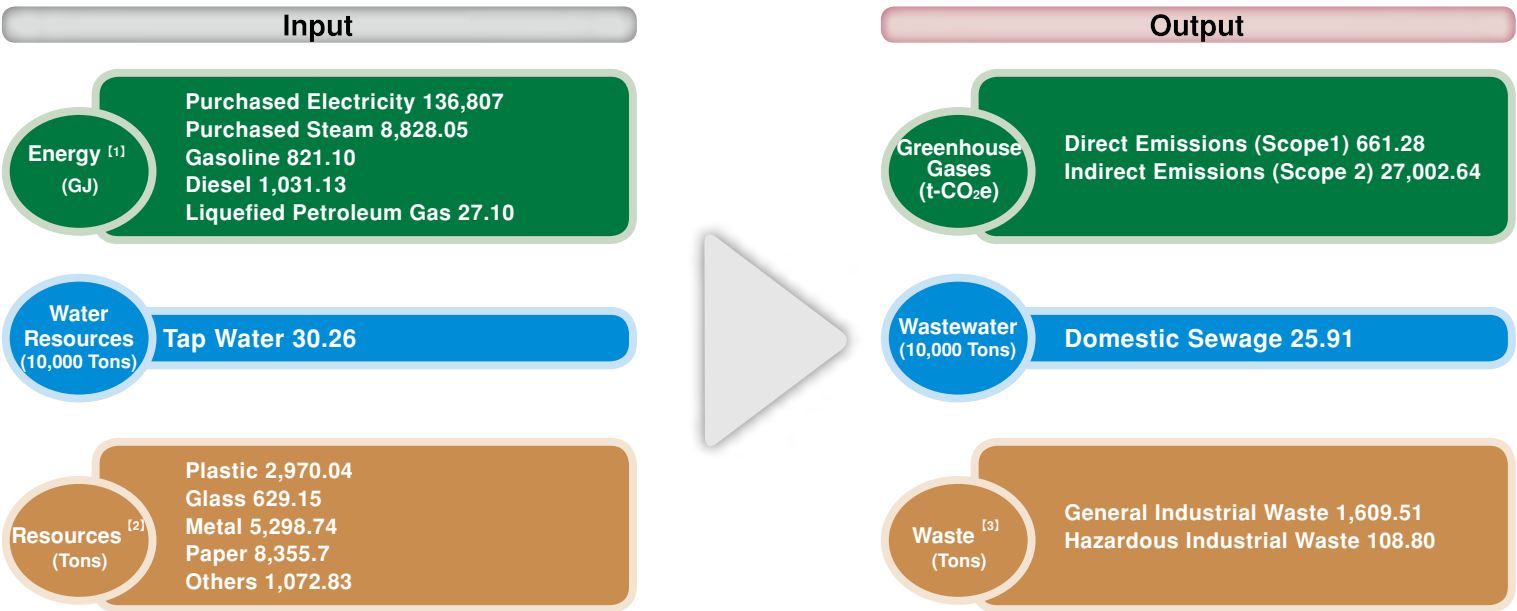 Input
Energy【1】
(GJ)
Purchased Electricity 136,807
Purchased Steam 8,828.05
Gasoline 821.10
Diesel 1,031.13
Liquefied Petroleum Gas 27.10
Water
Resources
(10,000 Tons)
Tap Water 30.26
Resources【2】
(Tons)
Plastic 2,970.04
Glass 629.15
Metal 5,298.74
Paper 8,355.7
Others 1,072.83
Output
Greenhouse
Gases
(t-CO₂e)
Direct Emissions (Scope1) 661.28
Indirect Emissions (Scope 2) 27,002.64
Wastewater
(10,000 Tons)
Domestic Sewage 25.91
Waste【3】
(Tons)
General Industrial Waste 1,609.51
Hazardous Industrial Waste 108.80